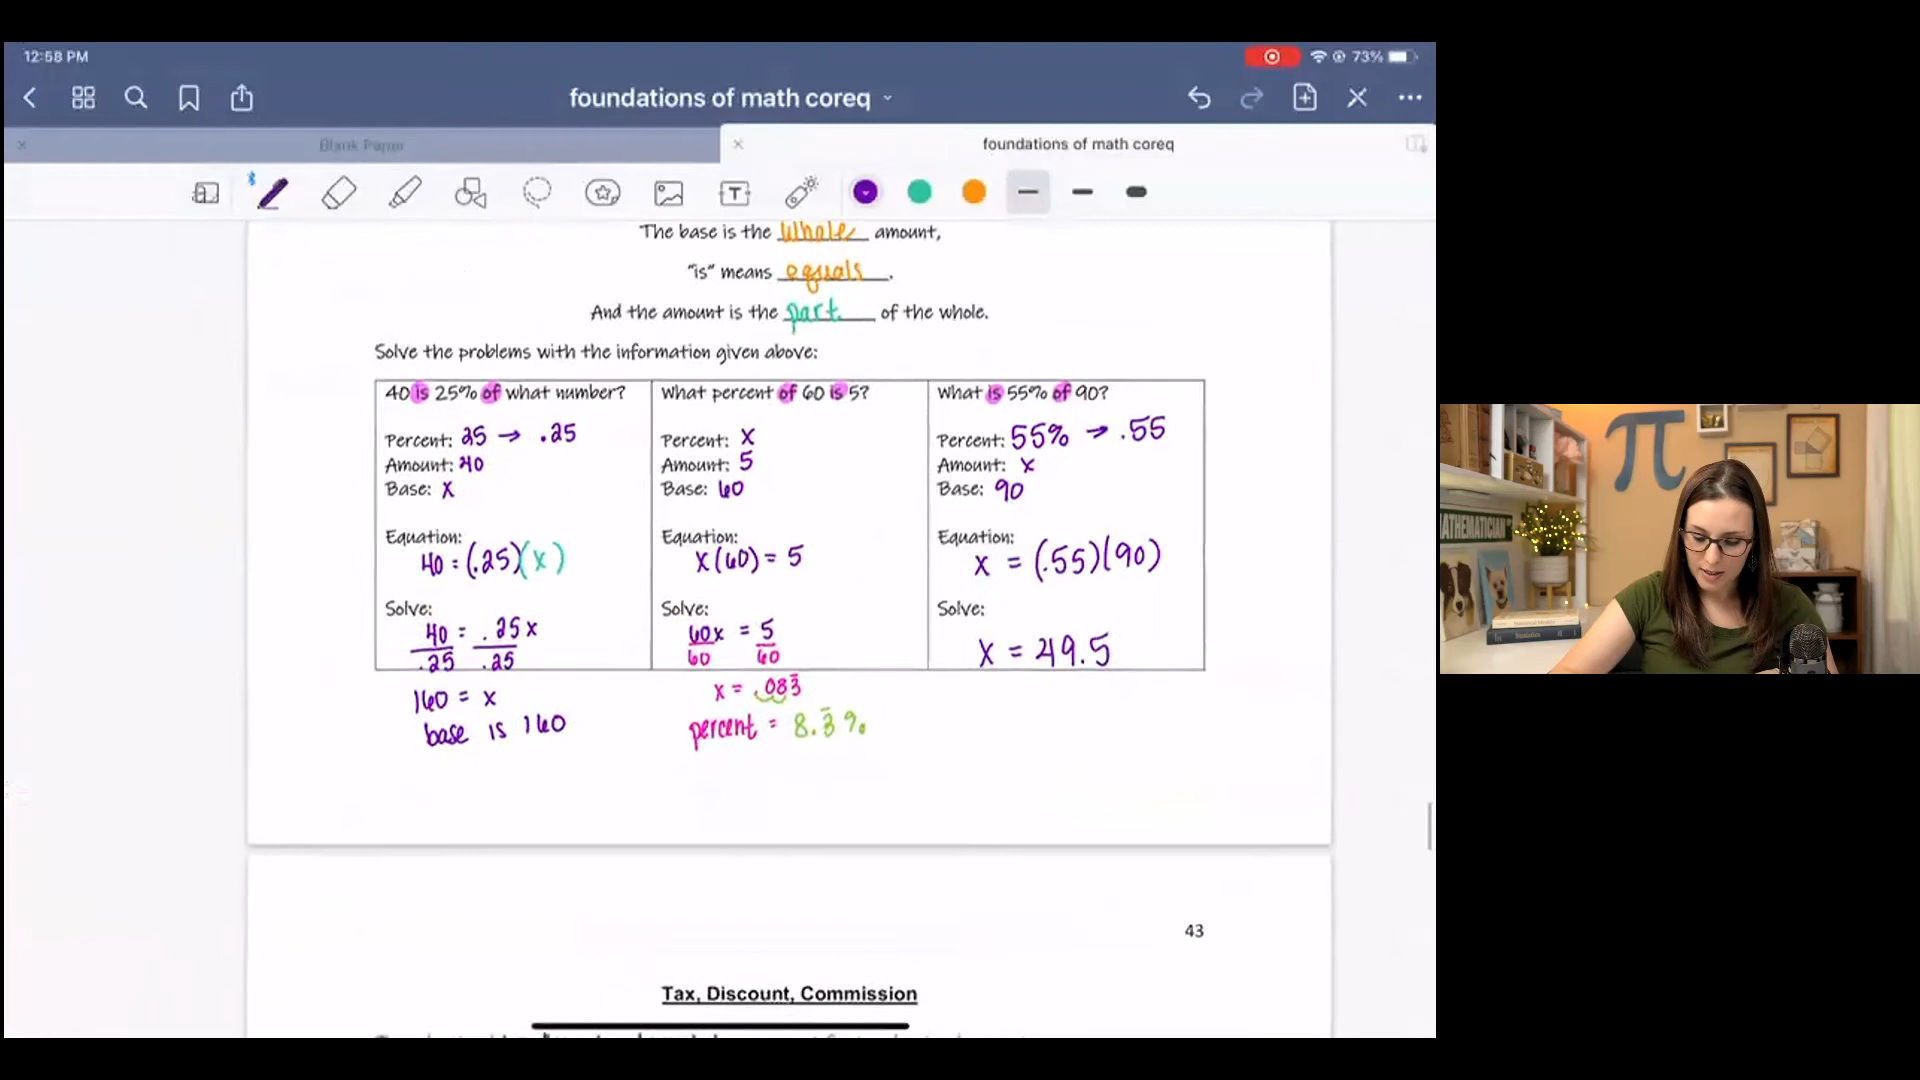 12:58 PM
73%
foundations of math coreq
Blank Paper
foundations of math coreq
The base is the whole amount,
"is" means equals.
And the amount is the part of the whole.
Solve the problems with the information given above:
40 is 25% of what number?
Percent: 25 → .25
Amount: 40
Base: x
Equation:
40 = (.25)(x)
Solve:
40 = .25x
.25 .25
160 = x
base is 160
What percent of 60 is 5?
Percent: x
Amount: 5
Base: 60
Equation:
x(60) = 5
Solve:
60x = 5
60 60
x = .083̅
percent = 8.3̅%
What is 55% of 90?
Percent: 55% → .55
Amount: x
Base: 90
Equation:
x = (.55)(90)
Solve:
x = 49.5
43
Tax, Discount, Commission
MATHEMATICIAN